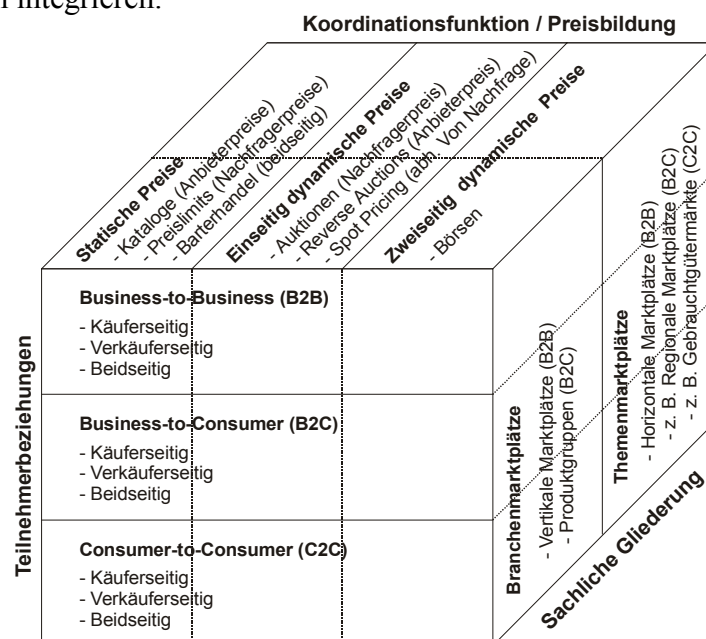 integrieren.
Koordinationsfunktion / Preisbildung
Statische Preise
- Kataloge (Anbieterpreise)
- Preislimits (Nachfragerpreise)
- Barterhandel (beidseitig)
Einseitig dynamische Preise
- Auktionen (Nachfragerpreis)
- Reverse Auctions (Anbieterpreis)
- Spot Pricing (abh. Von Nachfrage)
Zweiseitig dynamische Preise
- Börsen
Teilnehmerbeziehungen
Business-to-Business (B2B)
- Käuferseitig
- Verkäuferseitig
- Beidseitig
Business-to-Consumer (B2C)
- Käuferseitig
- Verkäuferseitig
- Beidseitig
Consumer-to-Consumer (C2C)
- Käuferseitig
- Verkäuferseitig
- Beidseitig
Branchenmarktplätze
- Vertikale Marktplätze (B2B)
- Produktgruppen (B2C)
Themenmarktplätze
- Horizontale Marktplätze (B2B)
- z. B. Regionale Marktplätze (B2C)
- z. B. Gebrauchtgütermärkte (C2C)
Sachliche Gliederung